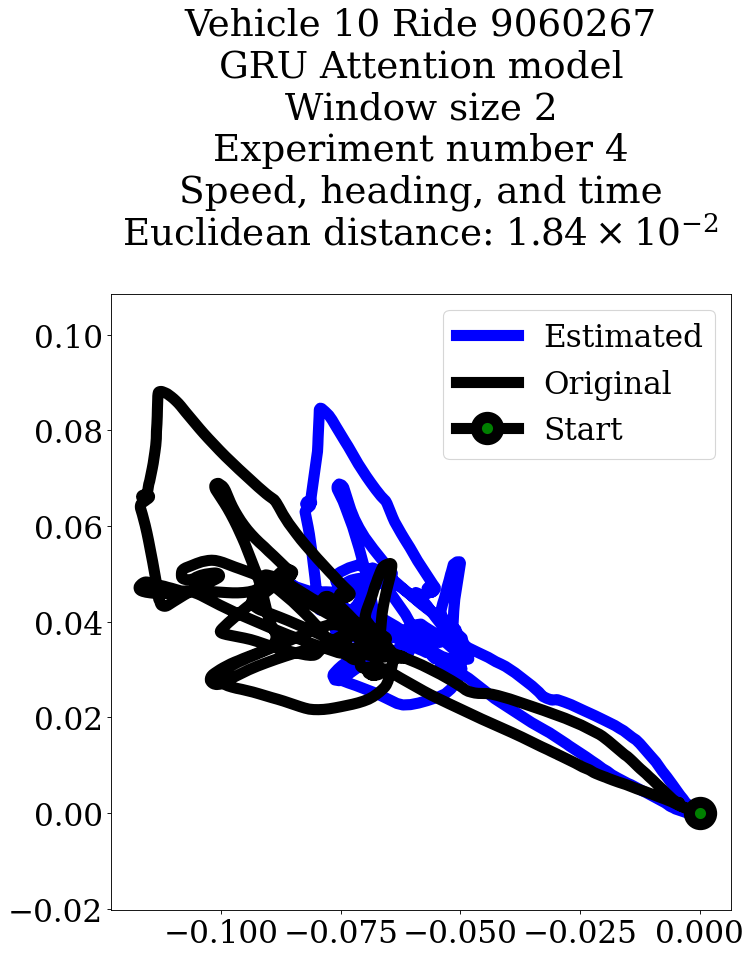 Vehicle 10 Ride 9060267
GRU Attention model
Window size 2
Experiment number 4
Speed, heading, and time
Euclidean distance: 1.84 × 10⁻²
Estimated
Original
Start
0.10
0.08
0.06
0.04
0.02
0.00
−0.02
−0.100 −0.075 −0.050 −0.025 0.000